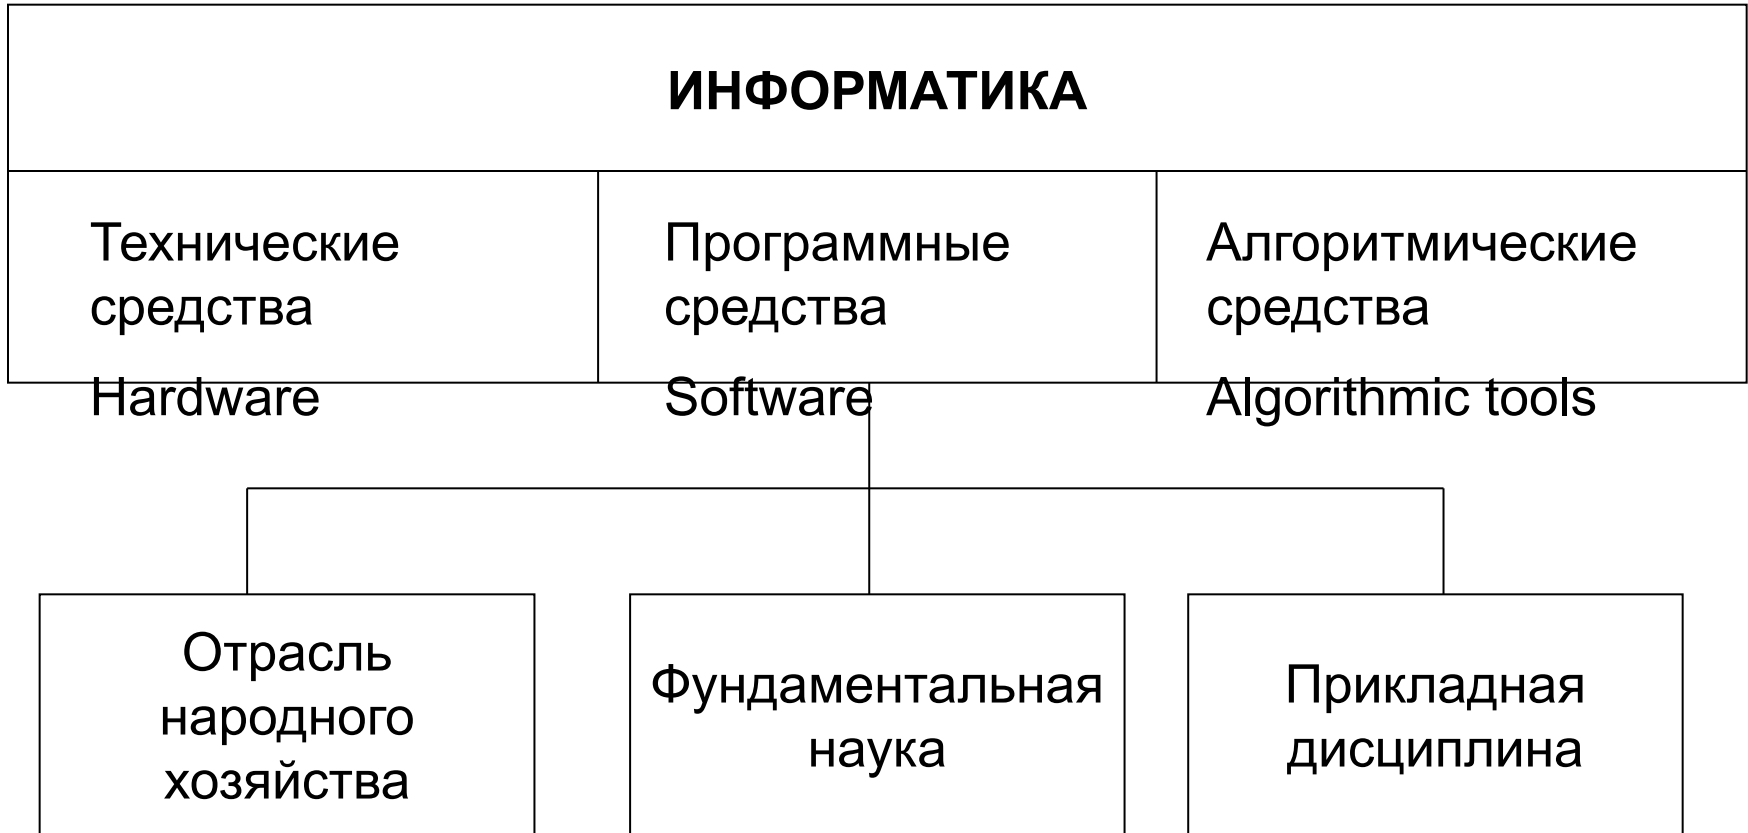 ИНФОРМАТИКА
Технические
средства
Hardware
Программные
средства
Software
Алгоритмические
средства
Algorithmic tools
Отрасль
народного
хозяйства
Фундаментальная
наука
Прикладная
дисциплина